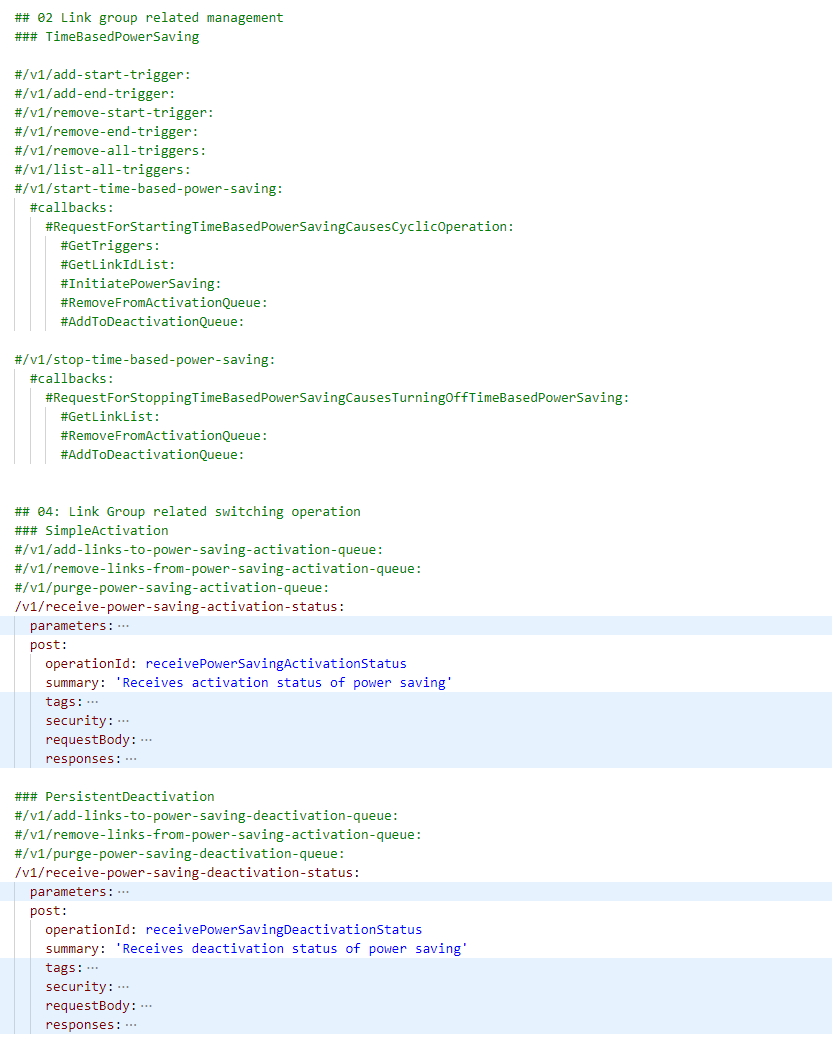 ## 02 Link group related management
### TimeBasedPowerSaving
#/v1/add-start-trigger:
#/v1/add-end-trigger:
#/v1/remove-start-trigger:
#/v1/remove-end-trigger:
#/v1/remove-all-triggers:
#/v1/list-all-triggers:
#/v1/start-time-based-power-saving:
#callbacks:
#RequestForStartingTimeBasedPowerSavingCausesCyclicOperation:
#GetTriggers:
#GetLinkIdList:
#InitiatePowerSaving:
#RemoveFromActivationQueue:
#AddToDeactivationQueue:
#/v1/stop-time-based-power-saving:
#callbacks:
#RequestForStoppingTimeBasedPowerSavingCausesTurningOffTimeBasedPowerSaving:
#GetLinkList:
#RemoveFromActivationQueue:
#AddToDeactivationQueue:
## 04: Link Group related switching operation
### SimpleActivation
#/v1/add-links-to-power-saving-activation-queue:
#/v1/remove-links-from-power-saving-activation-queue:
#/v1/purge-power-saving-activation-queue:
/v1/receive-power-saving-activation-status:
parameters: ···
post:
operationId: receivePowerSavingActivationStatus
summary: 'Receives activation status of power saving'
tags: ···
security: ···
requestBody: ···
responses: ···
### PersistentDeactivation
#/v1/add-links-to-power-saving-deactivation-queue:
#/v1/remove-links-from-power-saving-activation-queue:
#/v1/purge-power-saving-deactivation-queue:
/v1/receive-power-saving-deactivation-status:
parameters: ···
post:
operationId: receivePowerSavingDeactivationStatus
summary: 'Receives deactivation status of power saving'
tags: ···
security: ···
requestBody: ···
responses: ···